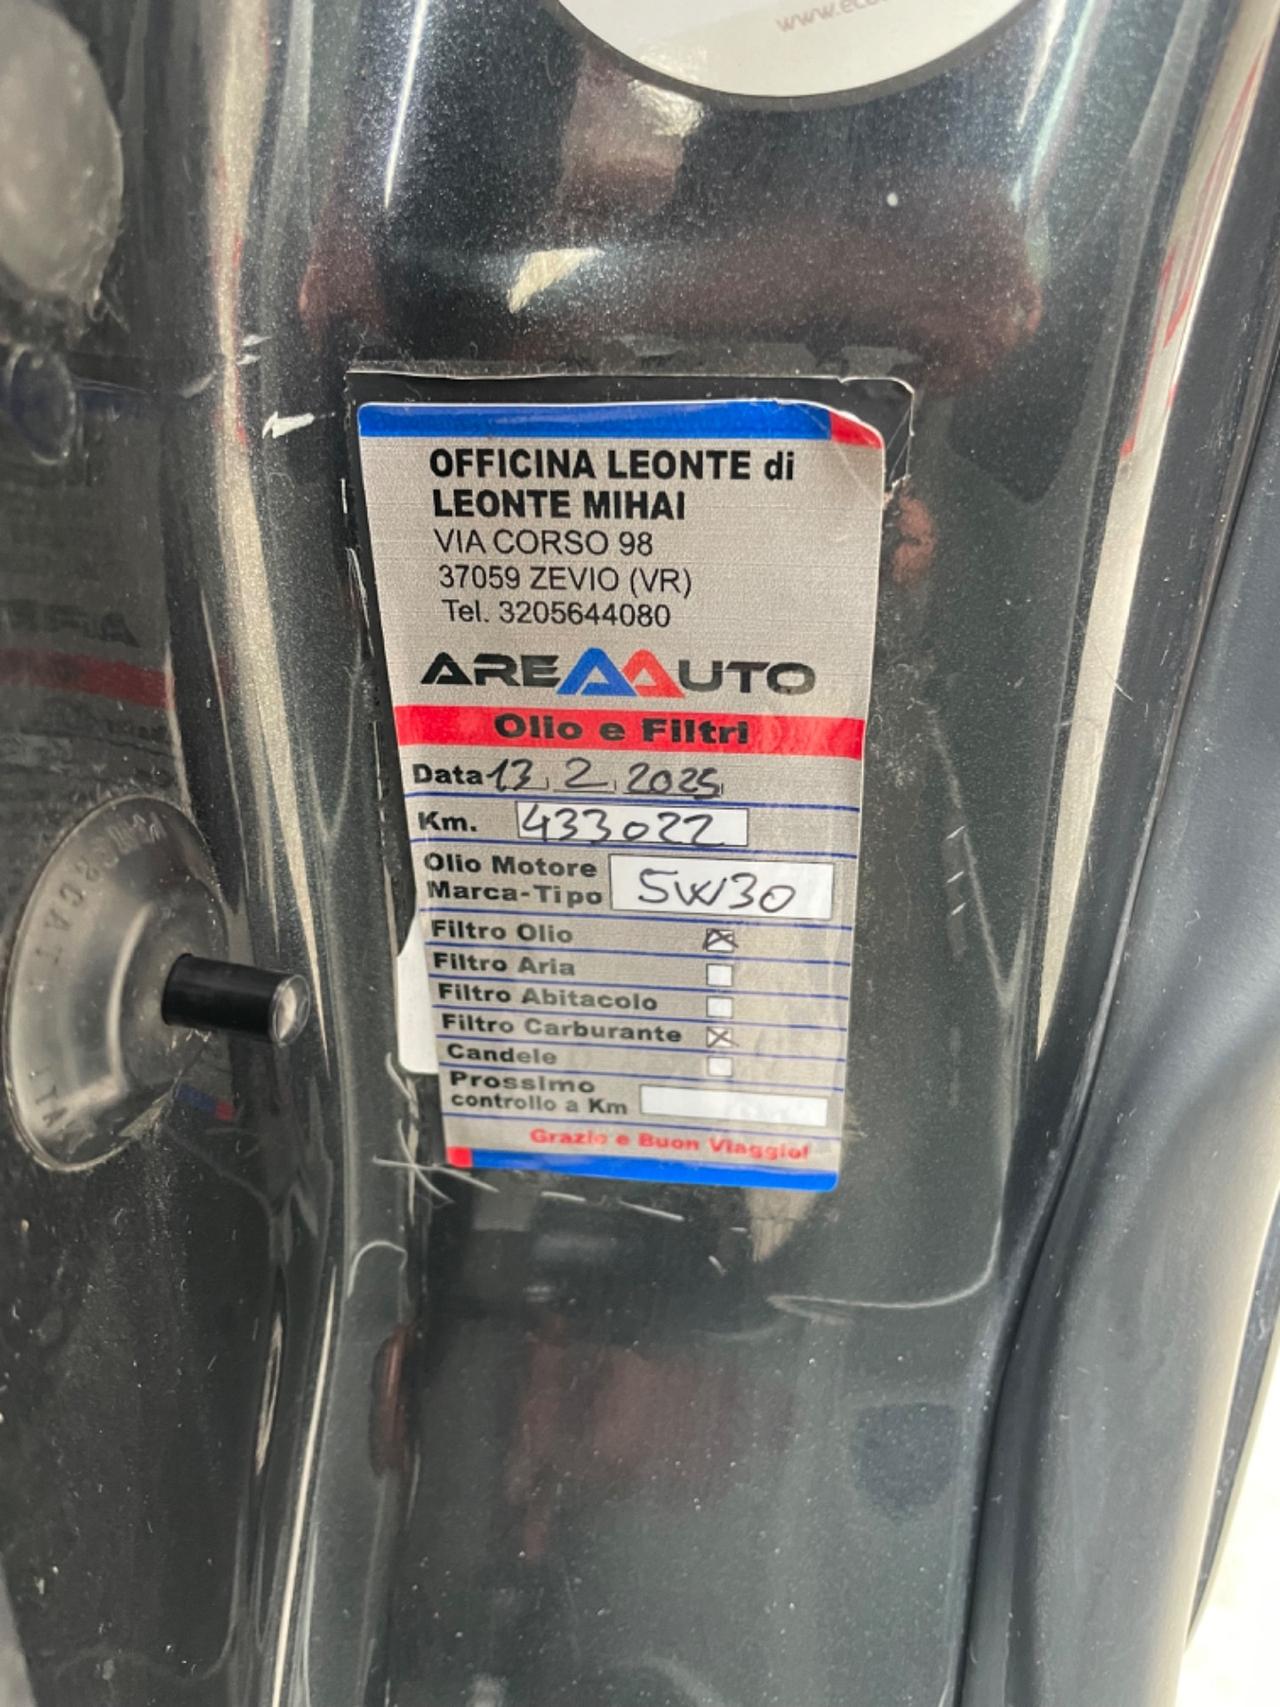 www.eco
OFFICINA LEONTE di
LEONTE MIHAI
VIA CORSO 98
37059 ZEVIO (VR)
Tel. 3205644080
AREAAUTO
Olio e Filtri
Data 13 2 2025
Km. 433022
Olio Motore
Marca-Tipo 5W30
Filtro Olio
Filtro Aria
Filtro Abitacolo
Filtro Carburante
Candele
Prossimo
controllo a Km
Grazie e Buon Viaggio!